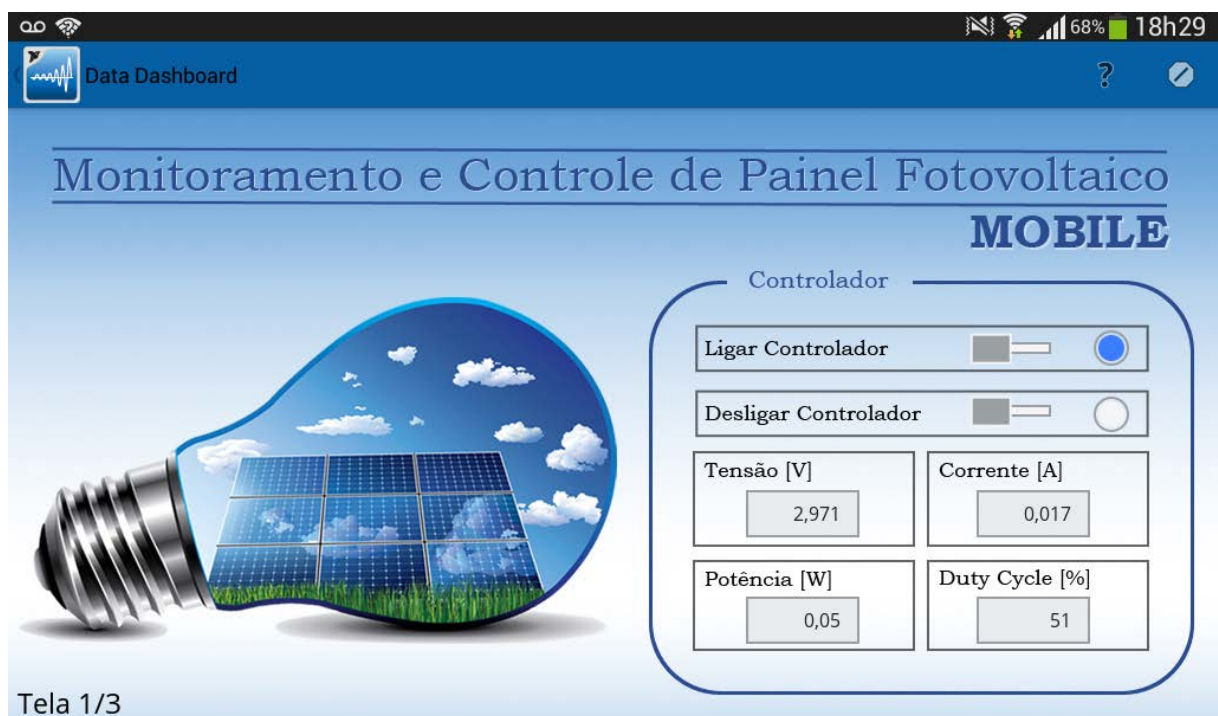 68% 18h29
Data Dashboard ?
Monitoramento e Controle de Painel Fotovoltaico
MOBILE
Controlador
Ligar Controlador
Desligar Controlador
Tensão [V] Corrente [A]
2,971 0,017
Potência [W] Duty Cycle [%]
0,05 51
Tela 1/3